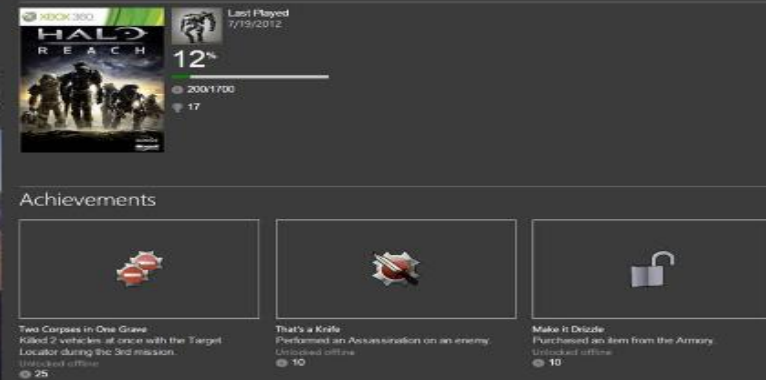 XBOX 360
HALO
REACH
Last Played
7/19/2012
12%
200/1700
17
Achievements
Two Corpses in One Grave
Killed 2 vehicles at once with the Target
Locator during the 3rd mission.
Unlocked offline
25
That's a Knife
Performed an Assassination on an enemy.
Unlocked offline
10
Make it Drizzle
Purchased an item from the Armory.
Unlocked offline
10